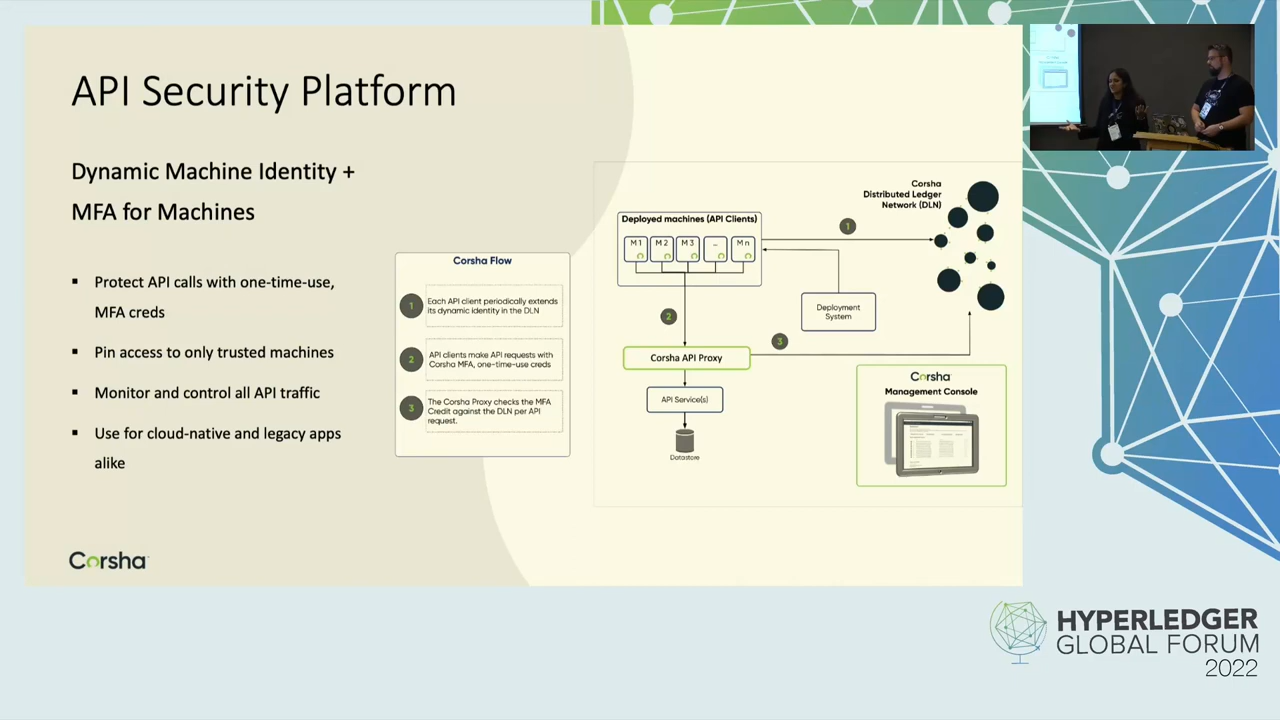 API Security Platform
Dynamic Machine Identity +
MFA for Machines
▪ Protect API calls with one-time-use,
MFA creds
▪ Pin access to only trusted machines
▪ Monitor and control all API traffic
▪ Use for cloud-native and legacy apps
alike
Corsha
Corsha Flow
1
Each API client periodically extends
its dynamic identity in the DLN
2
API clients make API requests with
Corsha MFA, one-time-use creds
3
The Corsha Proxy checks the MFA
Credit against the DLN per API
request.
Deployed machines (API Clients)
M 1 M 2 M 3 ... M n
1
Corsha
Distributed Ledger
Network (DLN)
Deployment
System
2
3
Corsha API Proxy
API Service(s)
Datastore
Corsha
Management Console
HYPERLEDGER
GLOBAL FORUM
2022